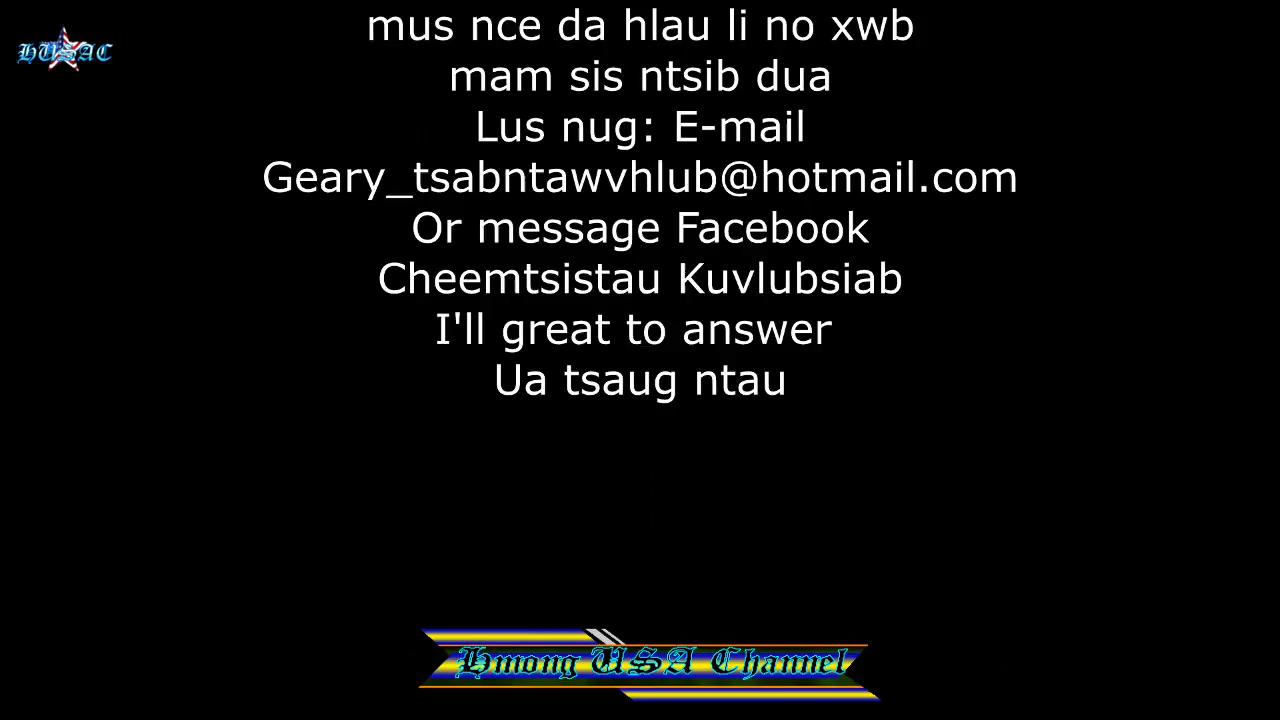 HUSAC
mus nce da hlau li no xwb
mam sis ntsib dua
Lus nug: E-mail
Geary_tsabntawvhlub@hotmail.com
Or message Facebook
Cheemtsistau Kuvlubsiab
I'll great to answer
Ua tsaug ntau
Hmong USA Channel